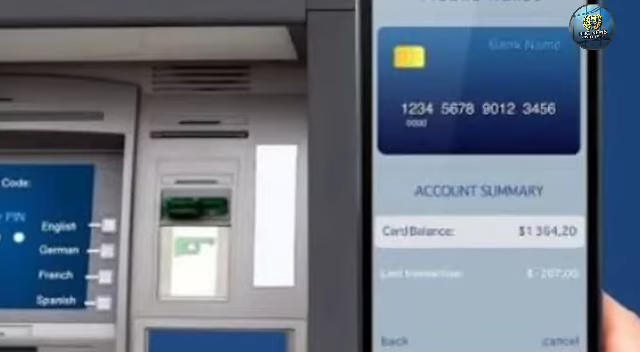 Code:
PIN
English
German
French
Spanish
Bank Name
1234 5678 9012 3456
0000
ACCOUNT SUMMARY
Card Balance: $1 364,20
Last transaction: $ -207,00
back cancel